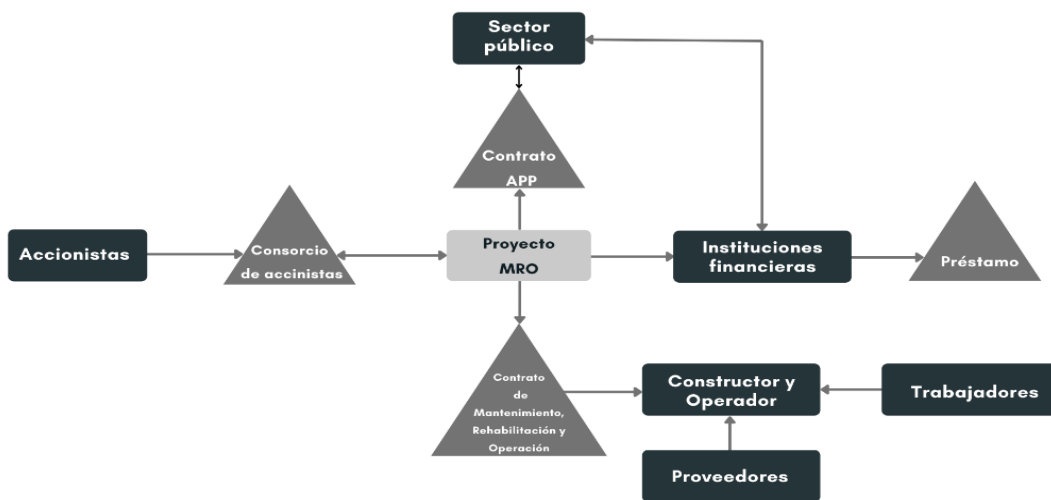 Sector
público
Contrato
APP
Accionistas
Consorcio
de accinistas
Proyecto
MRO
Instituciones
financieras
Préstamo
Contrato
de
Mantenimiento,
Rehabilitación y
Operación
Constructor y
Operador
Trabajadores
Proveedores